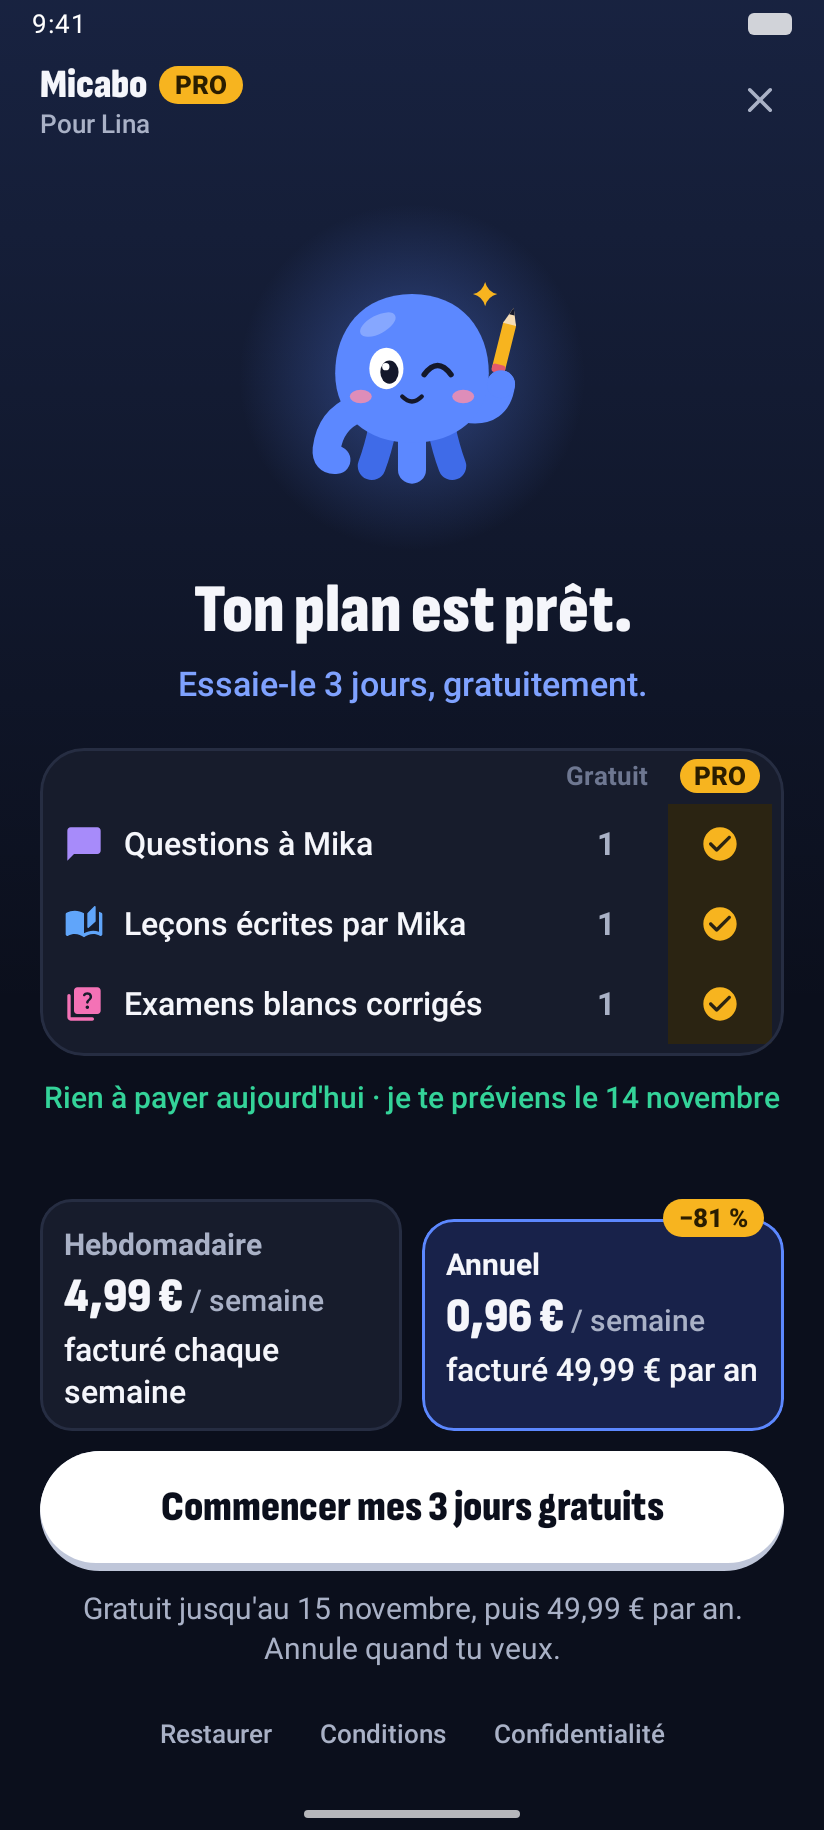 9:41
Micabo PRO
Pour Lina
Ton plan est prêt.
Essaie-le 3 jours, gratuitement.
Gratuit PRO
Questions à Mika 1
Leçons écrites par Mika 1
? Examens blancs corrigés 1
Rien à payer aujourd'hui · je te préviens le 14 novembre
Hebdomadaire
4,99 € / semaine
facturé chaque
semaine
−81 %
Annuel
0,96 € / semaine
facturé 49,99 € par an
Commencer mes 3 jours gratuits
Gratuit jusqu'au 15 novembre, puis 49,99 € par an.
Annule quand tu veux.
Restaurer Conditions Confidentialité